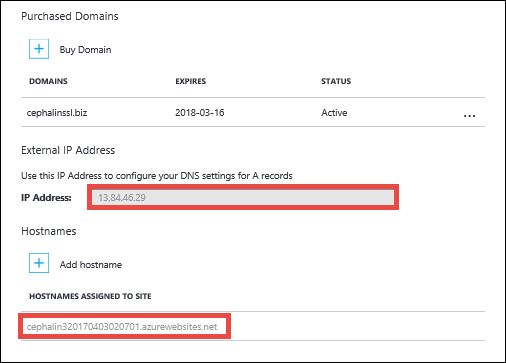 Purchased Domains
+ Buy Domain
DOMAINS EXPIRES STATUS
cephalinssl.biz 2018-03-16 Active ...
External IP Address
Use this IP Address to configure your DNS settings for A records
IP Address: 13.84.46.29
Hostnames
+ Add hostname
HOSTNAMES ASSIGNED TO SITE
cephalin320170403020701.azurewebsites.net